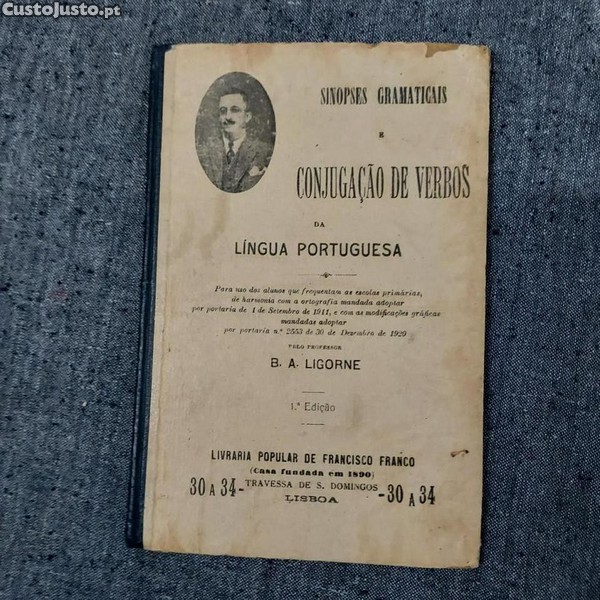 CustoJusto.pt
SINOPSES GRAMATICAIS
E
CONJUGAÇÃO DE VERBOS
DA
LÍNGUA PORTUGUESA
Para uso dos alunos que frequentam as escolas primárias,
de harmonia com a ortografia mandada adoptar
por portaria de 1 de Setembro de 1911, e com as modificações gráficas
mandadas adoptar
por portaria n.º 2553 de 30 de Dezembro de 1920
PELO PROFESSOR
B. A. LIGORNE
1.ª Edição
LIVRARIA POPULAR DE FRANCISCO FRANCO
(Casa fundada em 1890)
30 A 34 - TRAVESSA DE S. DOMINGOS - 30 A 34
LISBOA